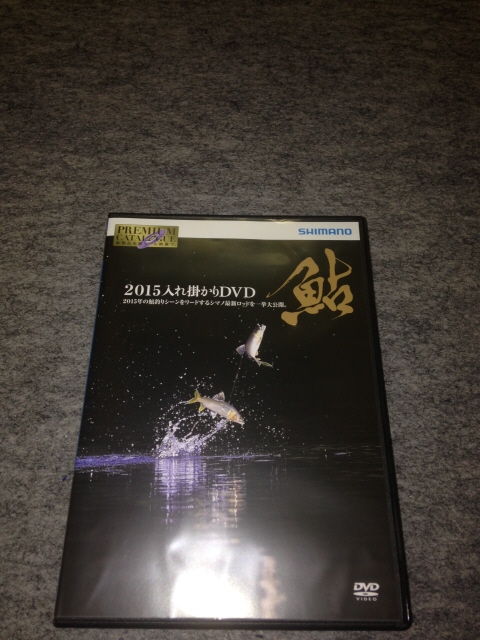 PREMIUM
CATALOGUE
SHIMANO
鮎
2015入れ掛かりDVD
2015年の鮎釣りシーンをリードするシマノ最新ロッドを一挙大公開。
DVD
VIDEO